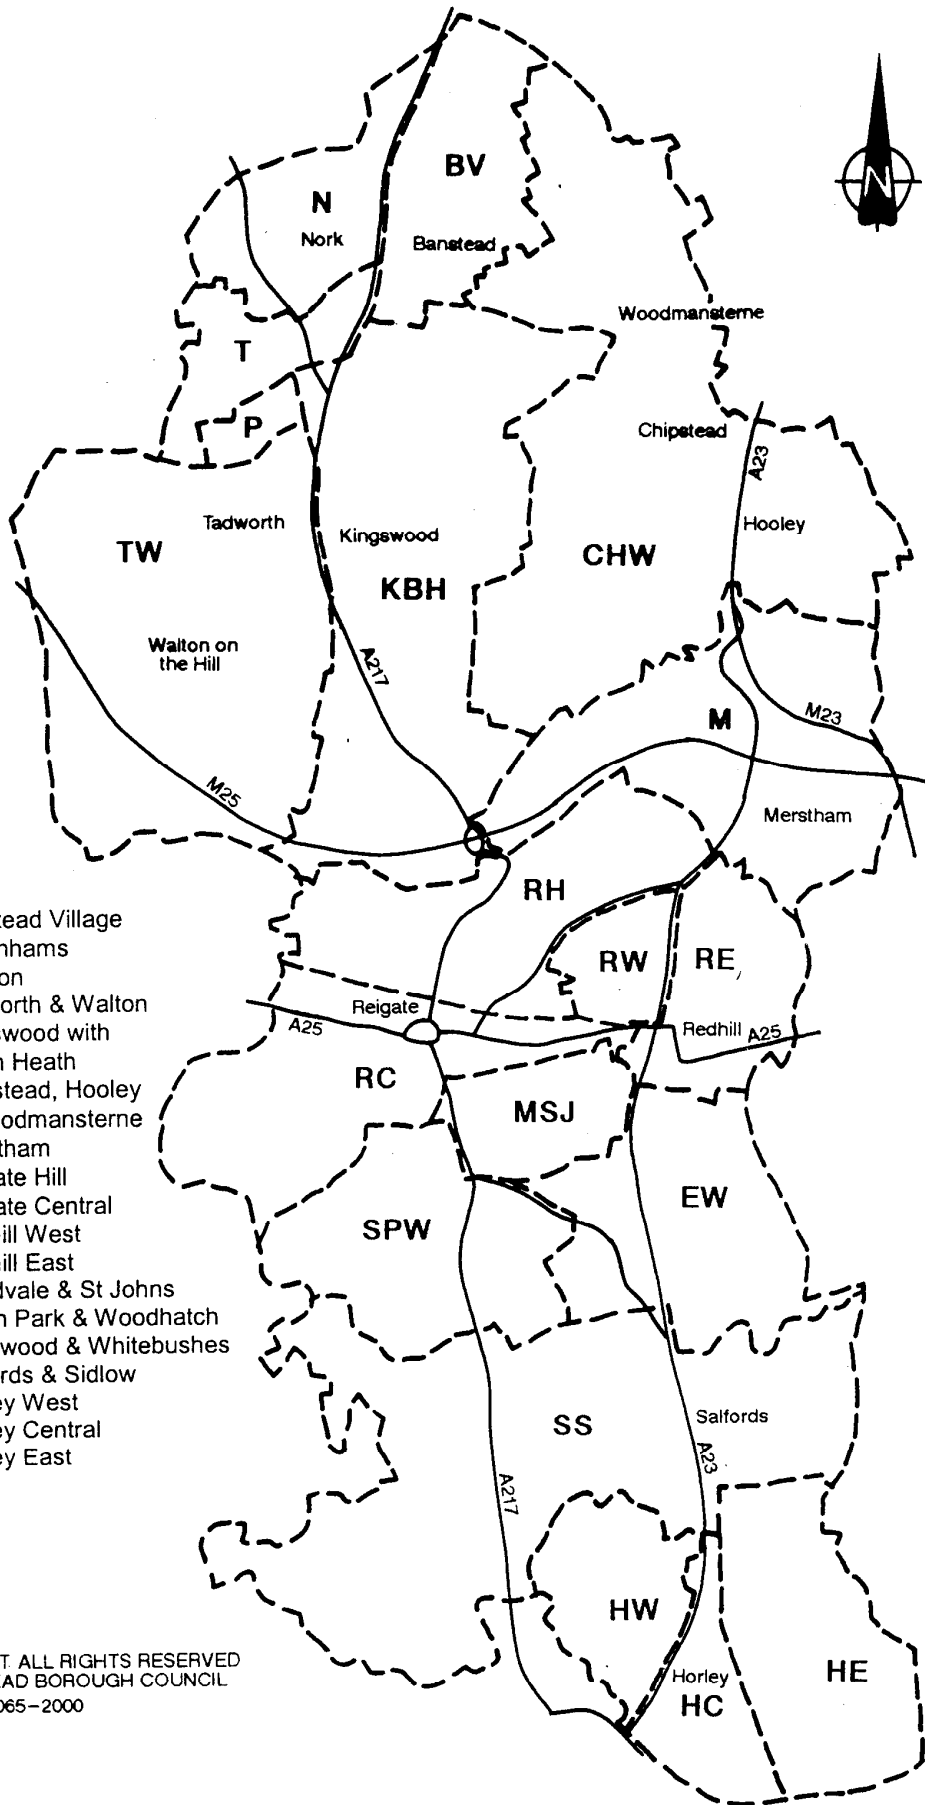 BV
N
N
Nork
Banstead
Woodmansterne
T
P
Chipstead
A23
Tadworth
Kingswood
Hooley
TW
CHW
KBH
Walton on
the Hill
A217
M
M23
M25
Merstham
RH
ead Village
nhams
on
orth & Walton
swood with
Heath
stead, Hooley
odmansterne
tham
ate Hill
ate Central
ill West
ill East
dvale & St Johns
Park & Woodhatch
wood & Whitebushes
rds & Sidlow
ey West
ey Central
ey East
RW
RE
Reigate
A25
Redhill
A25
RC
MSJ
EW
SPW
SS
Salfords
A23
A217
HW
Horley
HC
HE
T. ALL RIGHTS RESERVED
AD BOROUGH COUNCIL
065-2000